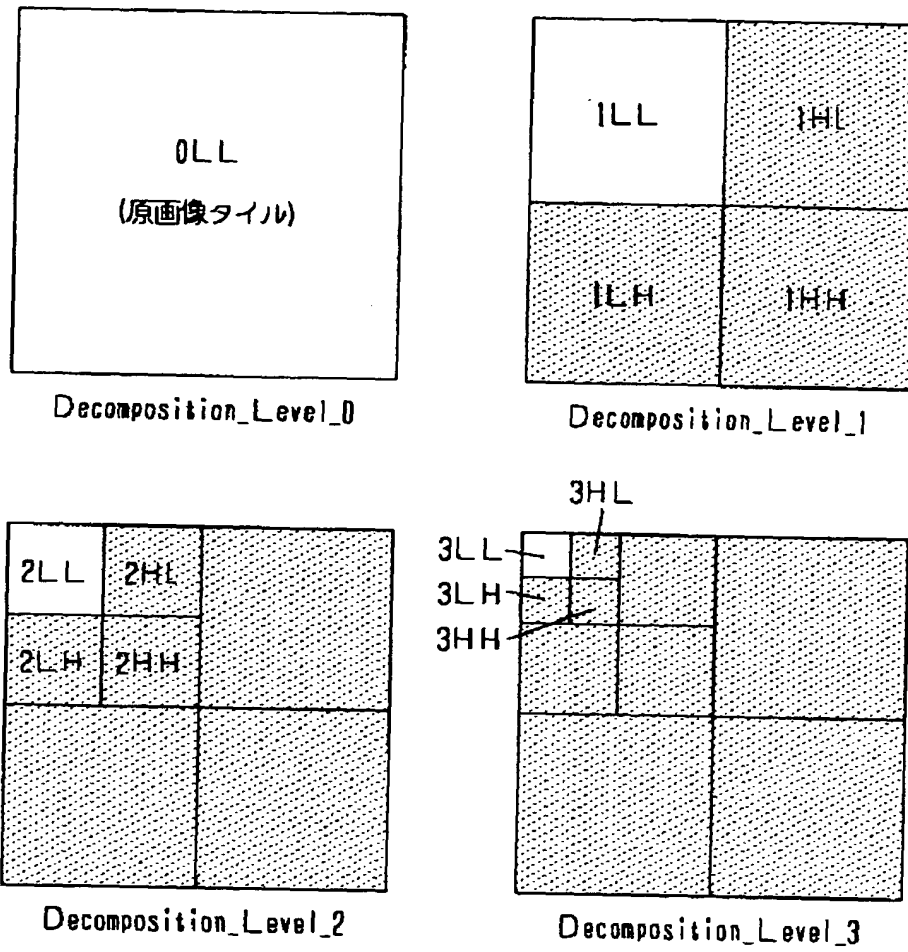 0LL
(原画像タイル)
Decomposition_Level_0
1LL
1HL
1LH
1HH
Decomposition_Level_1
2LL
2HL
2LH
2HH
Decomposition_Level_2
3HL
3LL
3LH
3HH
Decomposition_Level_3